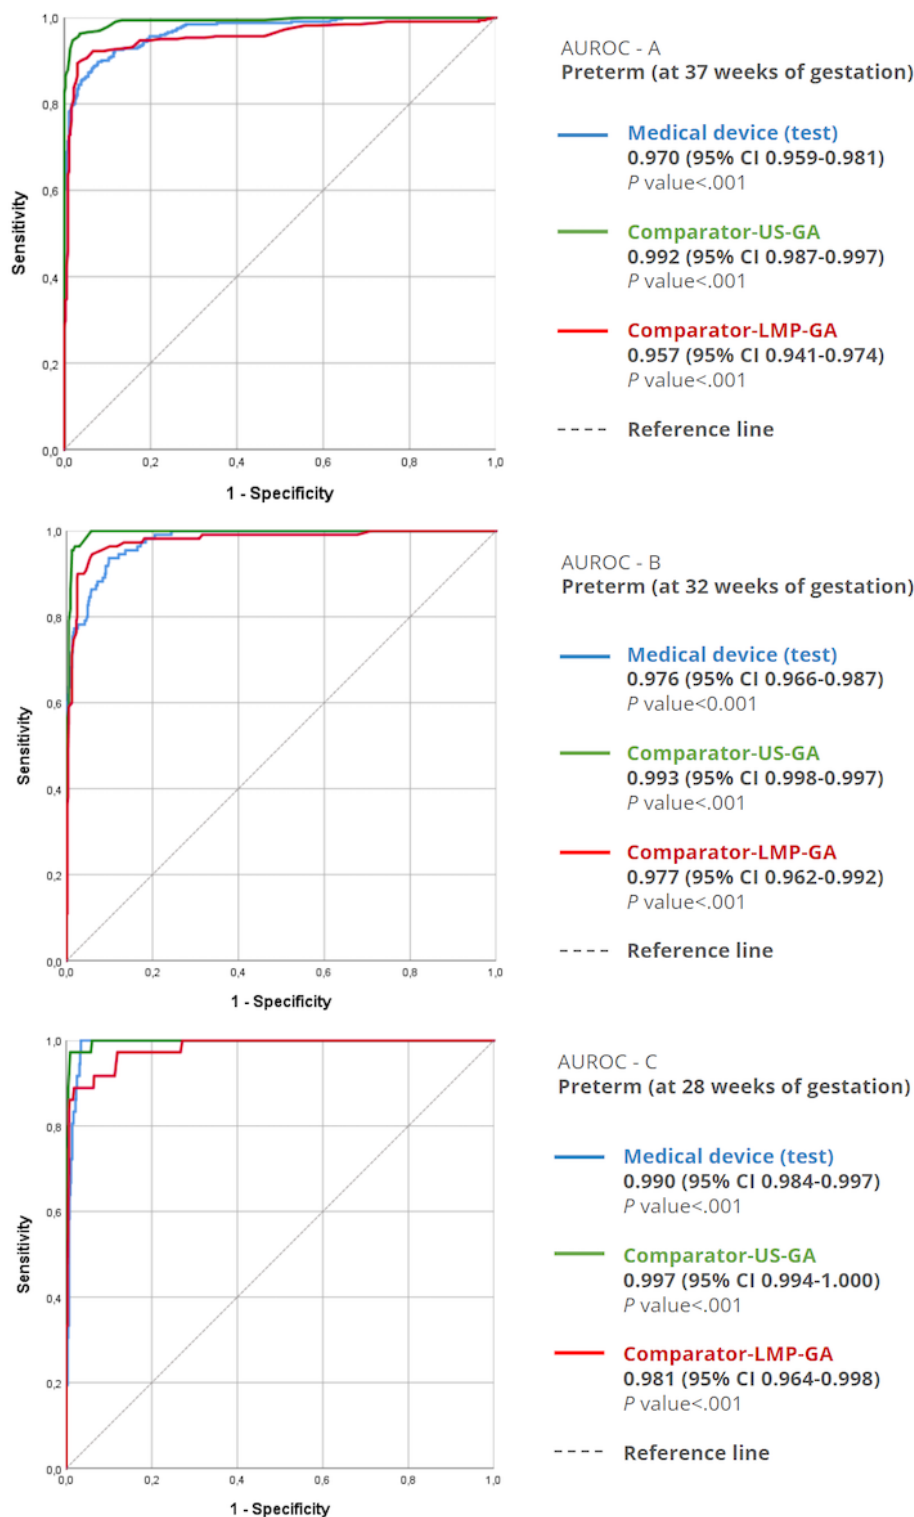 AUROC - A
Preterm (at 37 weeks of gestation)
Medical device (test)
0.970 (95% CI 0.959-0.981)
P value<.001
Comparator-US-GA
0.992 (95% CI 0.987-0.997)
P value<.001
Comparator-LMP-GA
0.957 (95% CI 0.941-0.974)
P value<.001
Reference line
Sensitivity
1,0
0,8
0,6
0,4
0,2
0,0
0,0 0,2 0,4 0,6 0,8 1,0
1 - Specificity
AUROC - B
Preterm (at 32 weeks of gestation)
Medical device (test)
0.976 (95% CI 0.966-0.987)
P value<0.001
Comparator-US-GA
0.993 (95% CI 0.998-0.997)
P value<.001
Comparator-LMP-GA
0.977 (95% CI 0.962-0.992)
P value<.001
Reference line
Sensitivity
1,0
0,8
0,6
0,4
0,2
0,0
0,0 0,2 0,4 0,6 0,8 1,0
1 - Specificity
AUROC - C
Preterm (at 28 weeks of gestation)
Medical device (test)
0.990 (95% CI 0.984-0.997)
P value<.001
Comparator-US-GA
0.997 (95% CI 0.994-1.000)
P value<.001
Comparator-LMP-GA
0.981 (95% CI 0.964-0.998)
P value<.001
Reference line
Sensitivity
1,0
0,8
0,6
0,4
0,2
0,0
0,0 0,2 0,4 0,6 0,8 1,0
1 - Specificity